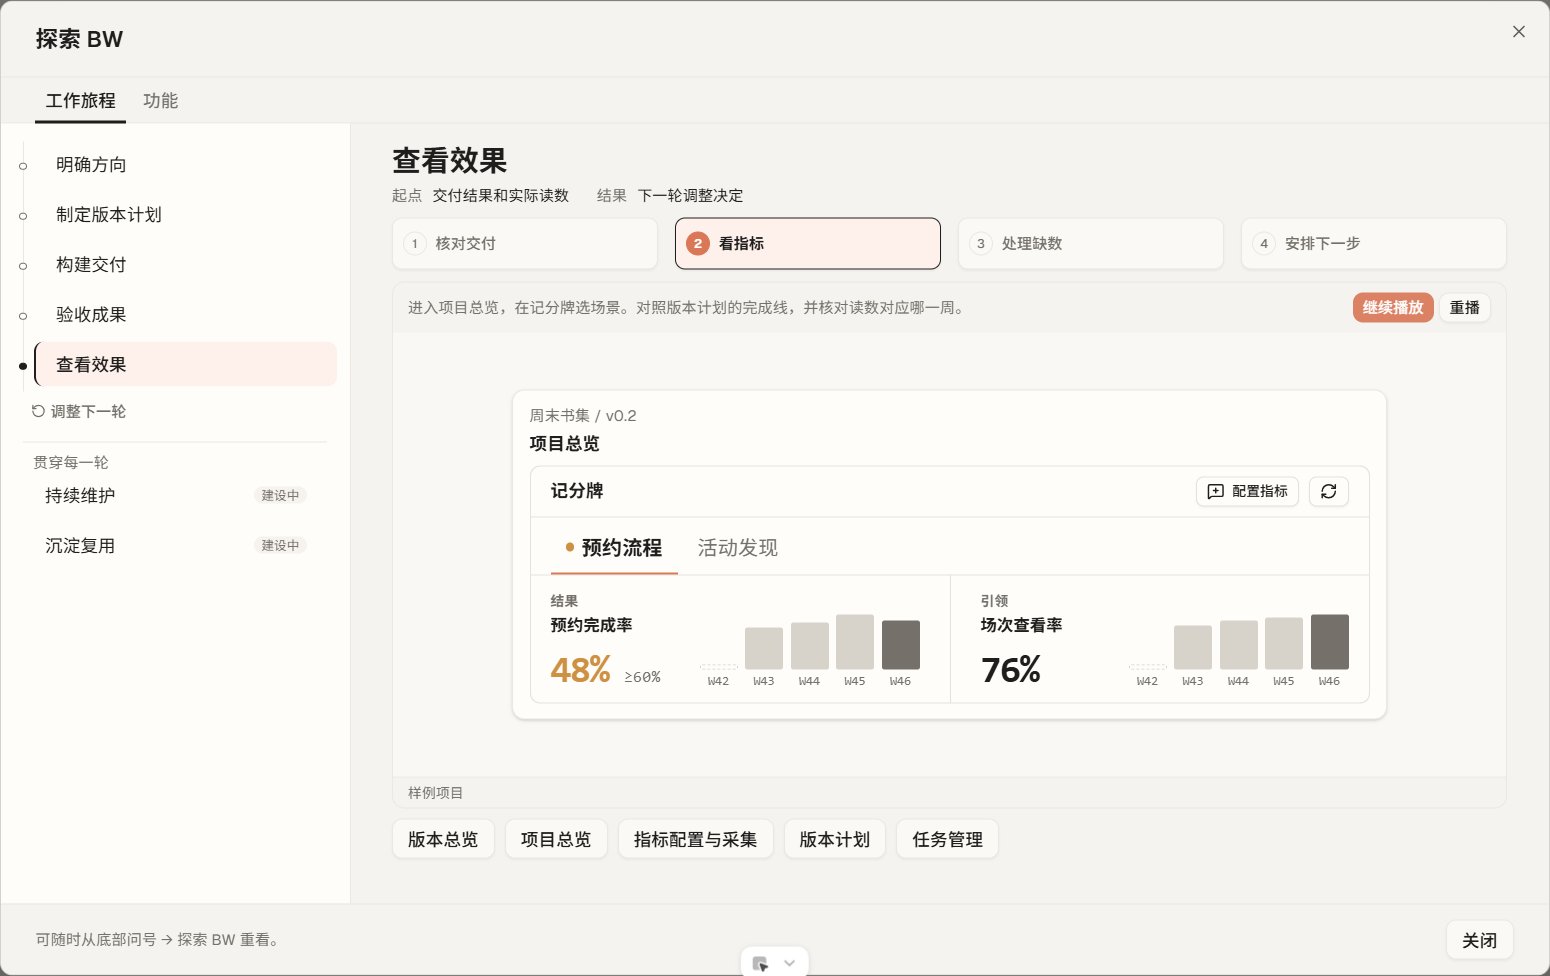 探索 BW
工作旅程 功能
明确方向
制定版本计划
构建交付
验收成果
查看效果
调整下一轮
贯穿每一轮
持续维护 建设中
沉淀复用 建设中
查看效果
起点 交付结果和实际读数 结果 下一轮调整决定
1 核对交付 2 看指标 3 处理缺数 4 安排下一步
进入项目总览，在记分牌选场景。对照版本计划的完成线，并核对读数对应哪一周。 继续播放 重播
周末书集 / v0.2
项目总览
记分牌 配置指标
预约流程 活动发现
结果
预约完成率
48% ≥60%
W42 W43 W44 W45 W46
引领
场次查看率
76%
W42 W43 W44 W45 W46
样例项目
版本总览 项目总览 指标配置与采集 版本计划 任务管理
可随时从底部问号 → 探索 BW 重看。 关闭